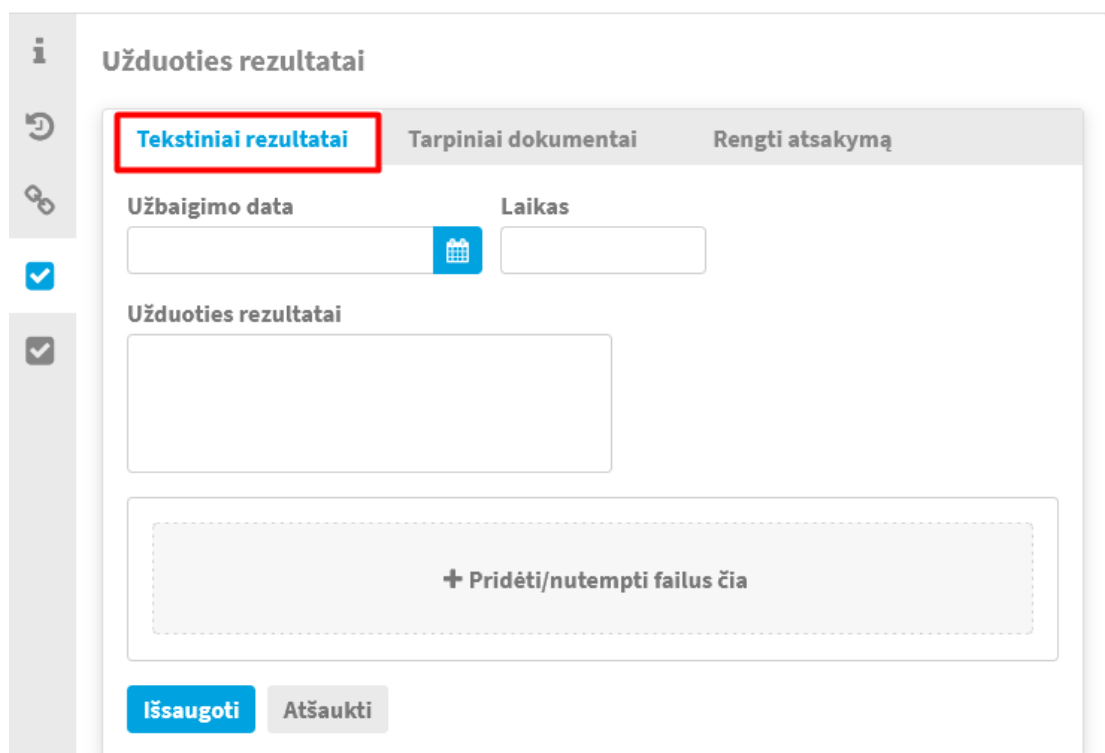 Užduoties rezultatai
Tekstiniai rezultatai Tarpiniai dokumentai Rengti atsakymą
Užbaigimo data Laikas
Užduoties rezultatai
+ Pridėti/nutempti failus čia
Išsaugoti Atšaukti